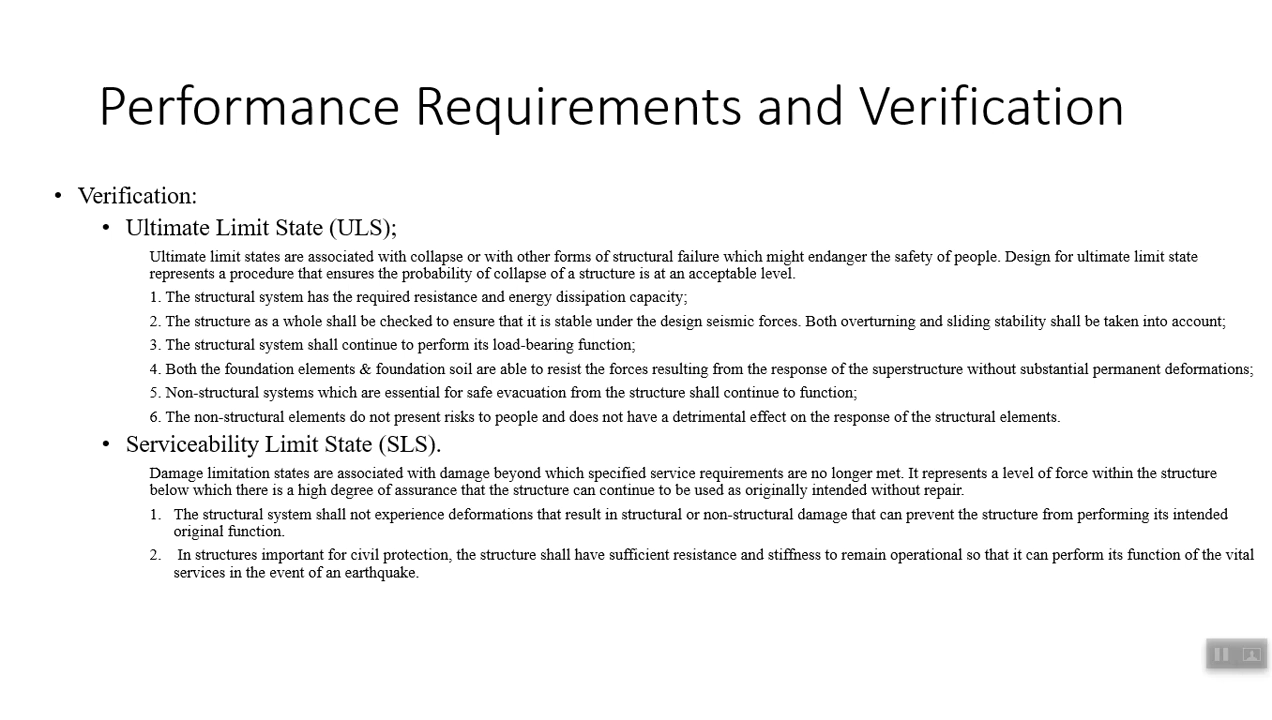 Performance Requirements and Verification
• Verification:
• Ultimate Limit State (ULS);
Ultimate limit states are associated with collapse or with other forms of structural failure which might endanger the safety of people. Design for ultimate limit state
represents a procedure that ensures the probability of collapse of a structure is at an acceptable level.
1. The structural system has the required resistance and energy dissipation capacity;
2. The structure as a whole shall be checked to ensure that it is stable under the design seismic forces. Both overturning and sliding stability shall be taken into account;
3. The structural system shall continue to perform its load-bearing function;
4. Both the foundation elements & foundation soil are able to resist the forces resulting from the response of the superstructure without substantial permanent deformations;
5. Non-structural systems which are essential for safe evacuation from the structure shall continue to function;
6. The non-structural elements do not present risks to people and does not have a detrimental effect on the response of the structural elements.
• Serviceability Limit State (SLS).
Damage limitation states are associated with damage beyond which specified service requirements are no longer met. It represents a level of force within the structure
below which there is a high degree of assurance that the structure can continue to be used as originally intended without repair.
1. The structural system shall not experience deformations that result in structural or non-structural damage that can prevent the structure from performing its intended
original function.
2. In structures important for civil protection, the structure shall have sufficient resistance and stiffness to remain operational so that it can perform its function of the vital
services in the event of an earthquake.